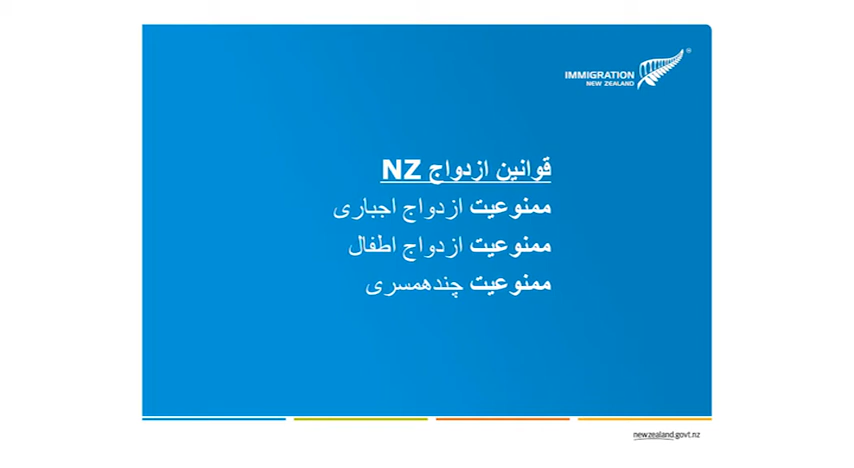 IMMIGRATION
NEW ZEALAND
قوانین ازدواج NZ
ممنوعیت ازدواج اجباری
ممنوعیت ازدواج اطفال
ممنوعیت چندهمسری
newzealand.govt.nz